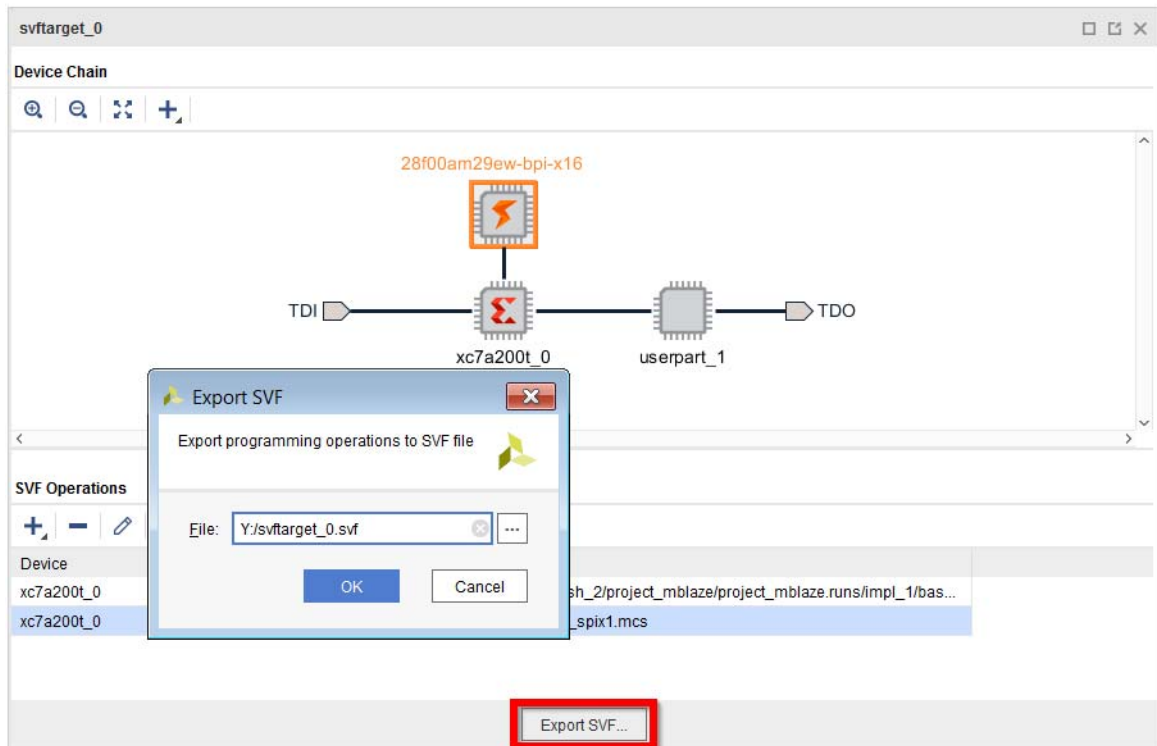 svftarget_0
Device Chain
28f00am29ew-bpi-x16
TDI
TDO
xc7a200t_0
userpart_1
Export SVF
Export programming operations to SVF file
SVF Operations
File: Y:/svftarget_0.svf ...
OK Cancel
Device
xc7a200t_0 sh_2/project_mblaze/project_mblaze.runs/impl_1/bas...
xc7a200t_0 _spix1.mcs
Export SVF...